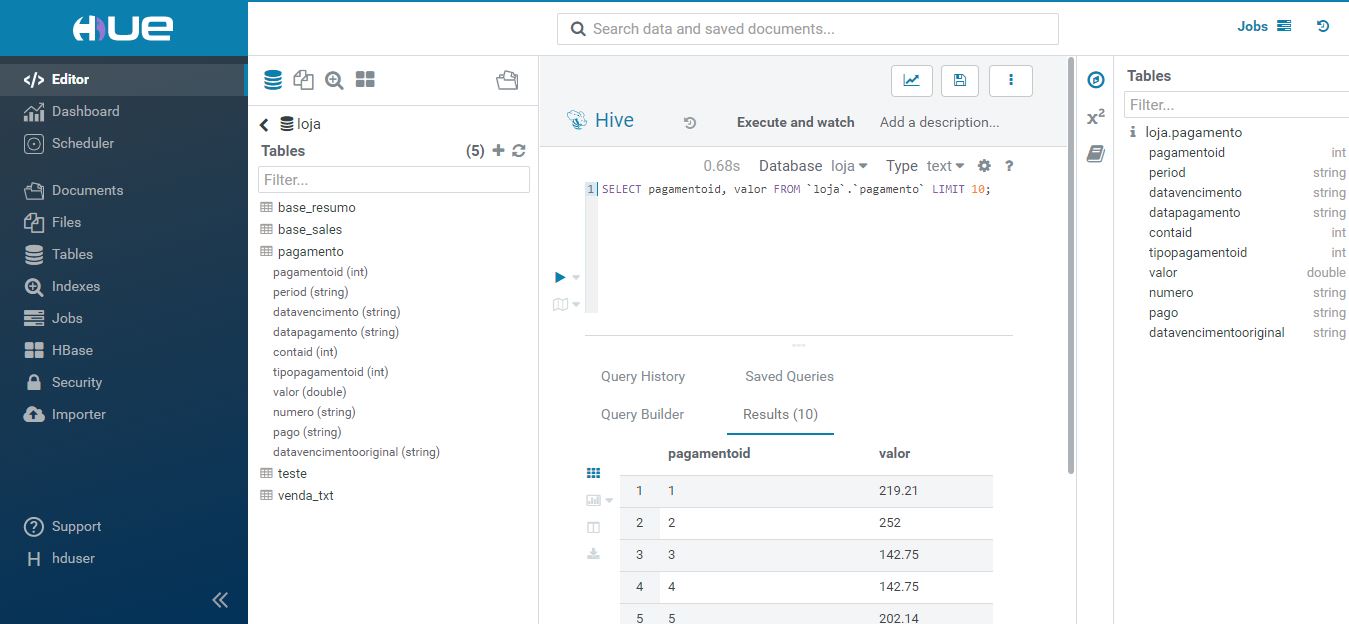 HUE
Search data and saved documents...
Jobs
Editor
Dashboard
Scheduler
Documents
Files
Tables
Indexes
Jobs
HBase
Security
Importer
Support
H hduser
loja
Tables (5)
Filter...
base_resumo
base_sales
pagamento
pagamentoid (int)
period (string)
datavencimento (string)
datapagamento (string)
contaid (int)
tipopagamentoid (int)
valor (double)
numero (string)
pago (string)
datavencimentooriginal (string)
teste
venda_txt
Hive Execute and watch Add a description...
0.68s Database loja Type text ?
1 SELECT pagamentoid, valor FROM `loja`.`pagamento` LIMIT 10;
Query History Saved Queries
Query Builder Results (10)
pagamentoid valor
1 1 219.21
2 2 252
3 3 142.75
4 4 142.75
5 5 202.14
x²
Tables
Filter...
loja.pagamento
pagamentoid int
period string
datavencimento string
datapagamento string
contaid int
tipopagamentoid int
valor double
numero string
pago string
datavencimentooriginal string